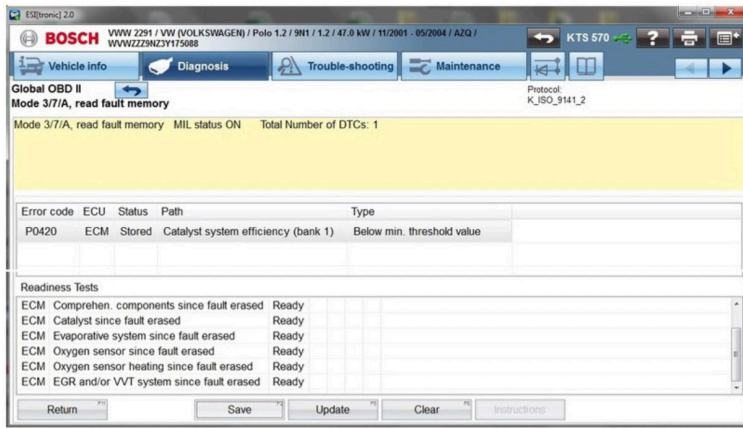 ESI[tronic] 2.0
BOSCH
VWW 2291 / VW (VOLKSWAGEN) / Polo 1.2 / 9N1 / 1.2 / 47.0 kW / 11/2001 - 05/2004 / AZQ /
WVWZZZ9NZ3Y175088
KTS 570
?
Vehicle info
Diagnosis
Trouble-shooting
Maintenance
Global OBD II
Mode 3/7/A, read fault memory
Protocol:
K_ISO_9141_2
Mode 3/7/A, read fault memory MIL status ON Total Number of DTCs: 1
Error code ECU Status Path Type
P0420 ECM Stored Catalyst system efficiency (bank 1) Below min. threshold value
Readiness Tests
ECM Comprehen. components since fault erased Ready
ECM Catalyst since fault erased Ready
ECM Evaporative system since fault erased Ready
ECM Oxygen sensor since fault erased Ready
ECM Oxygen sensor heating since fault erased Ready
ECM EGR and/or VVT system since fault erased Ready
Return
Save
Update
Clear
Instructions